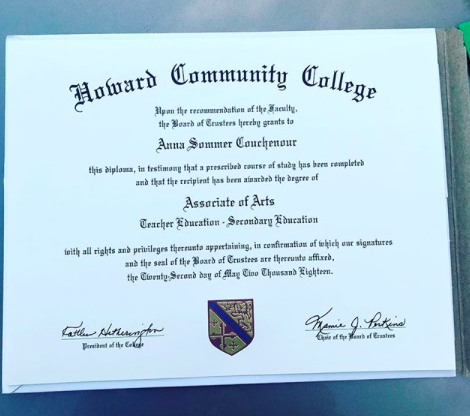 Howard Community College
Upon the recommendation of the Faculty,
the Board of Trustees hereby grants to
Anna Sommer Couchenour
this diploma, in testimony that a prescribed course of study has been completed
and that the recipient has been awarded the degree of
Associate of Arts
Teacher Education - Secondary Education
with all rights and privileges thereunto appertaining, in confirmation of which our signatures
and the seal of the Board of Trustees are thereunto affixed,
the Twenty-Second day of May Two Thousand Eighteen.
Hetherington
Mamie J. Perkins
President of the College
Chair of the Board of Trustees